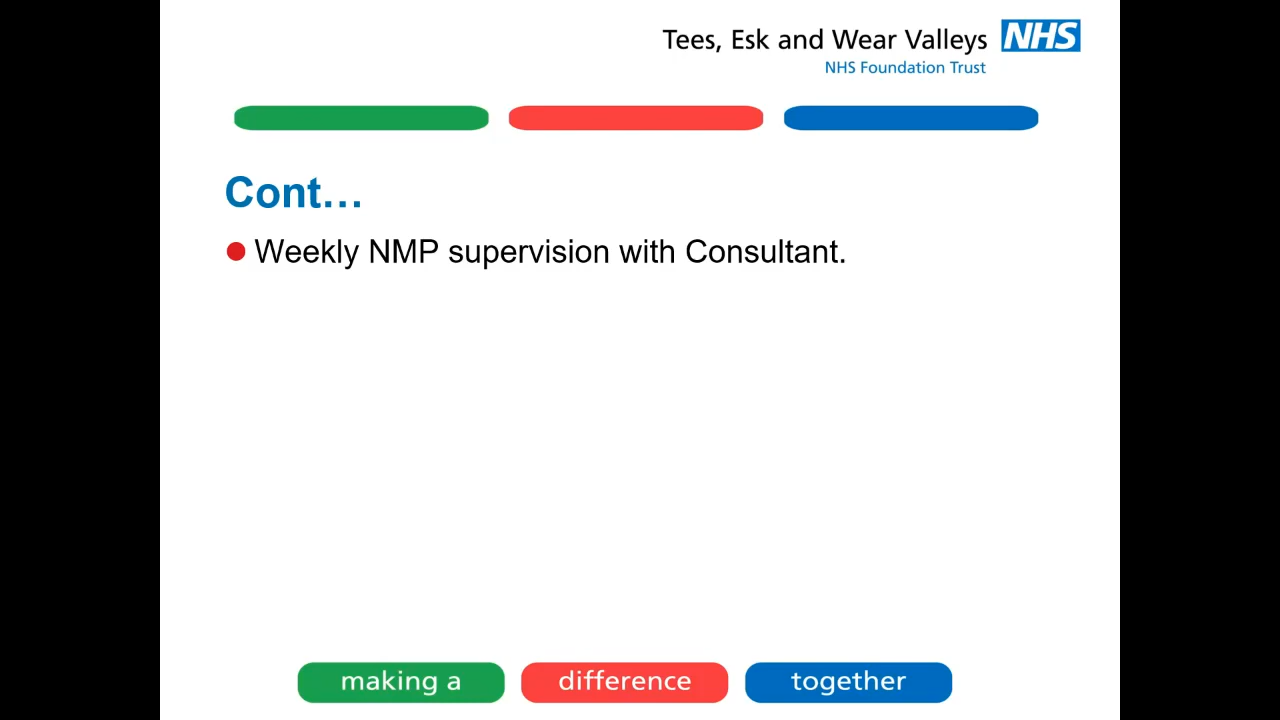 Tees, Esk and Wear Valleys NHS
NHS Foundation Trust
Cont…
Weekly NMP supervision with Consultant.
making a difference together